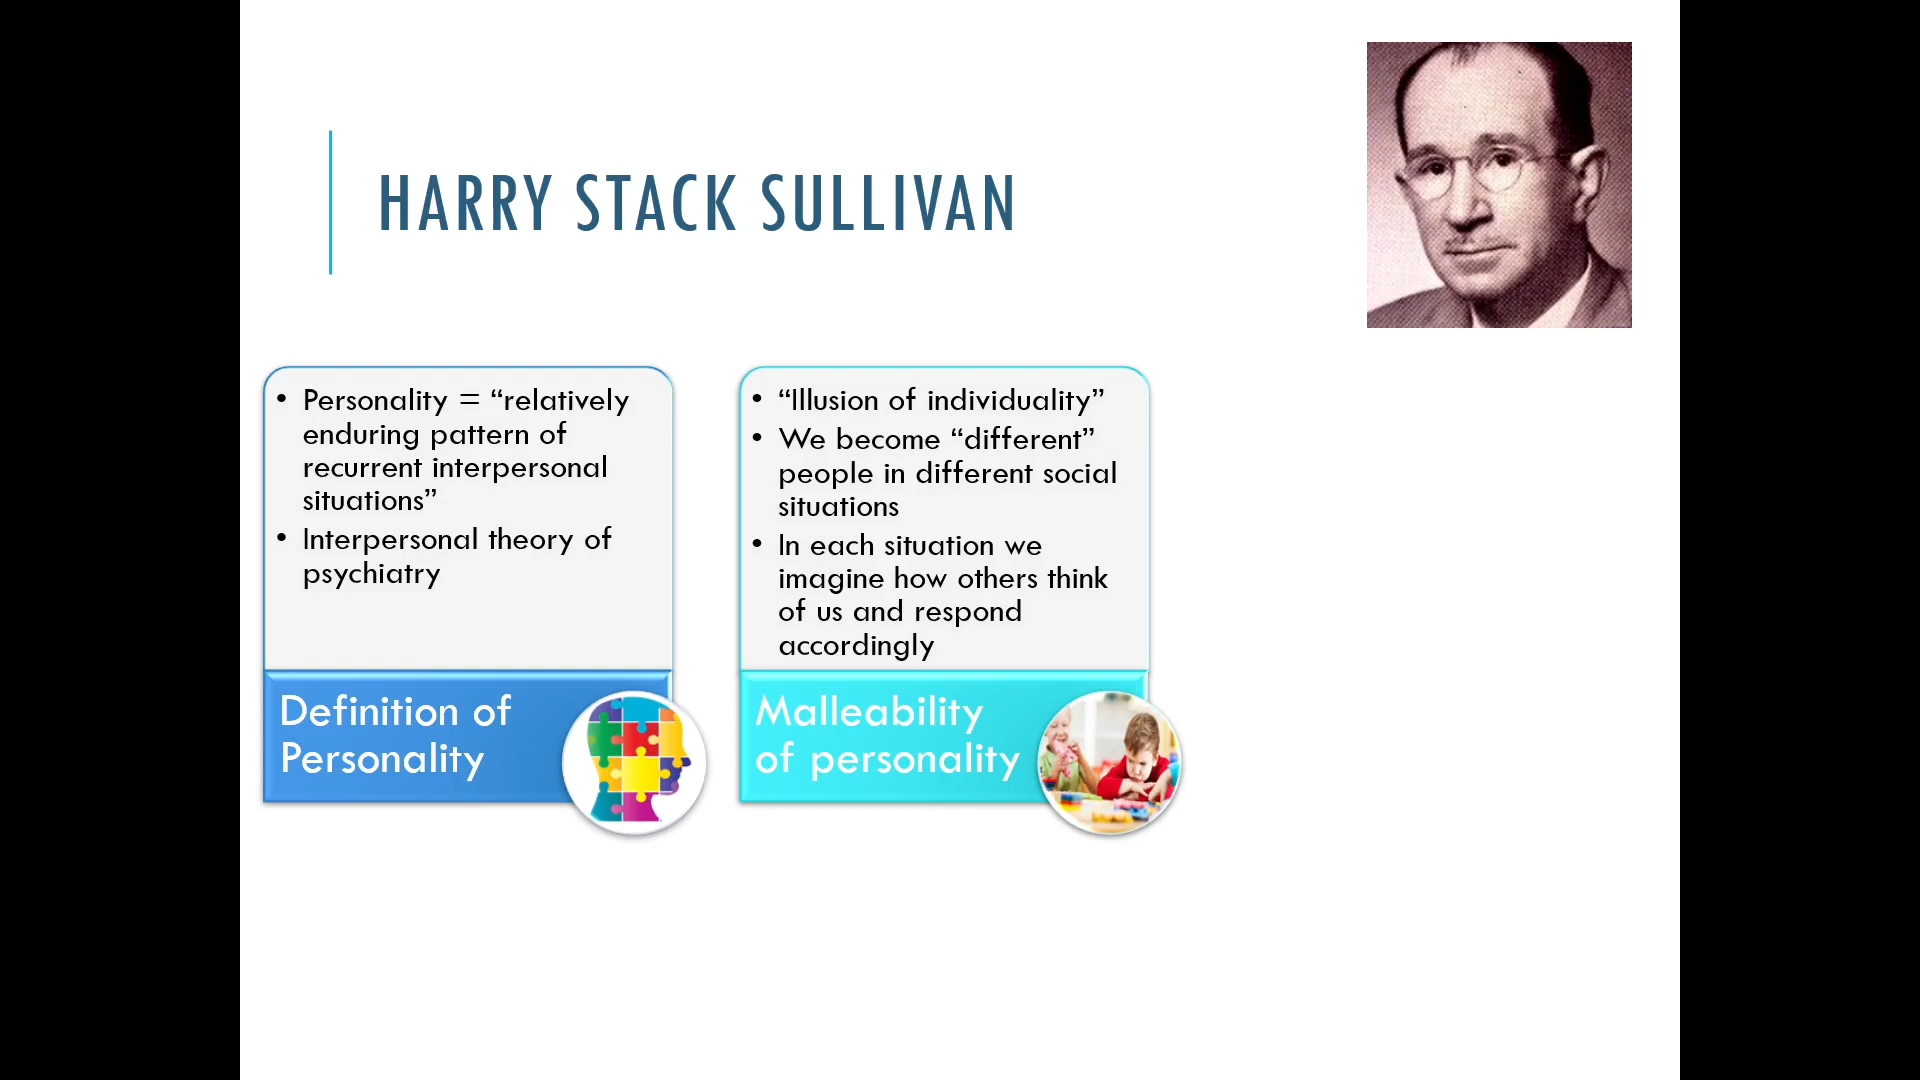 HARRY STACK SULLIVAN
• Personality = “relatively
enduring pattern of
recurrent interpersonal
situations”
• Interpersonal theory of
psychiatry
Definition of
Personality
• “Illusion of individuality”
• We become “different”
people in different social
situations
• In each situation we
imagine how others think
of us and respond
accordingly
Malleability
of personality